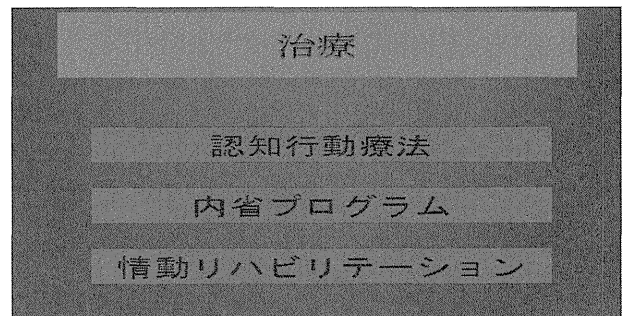 治療
認知行動療法
内省プログラム
情動リハビリテーション